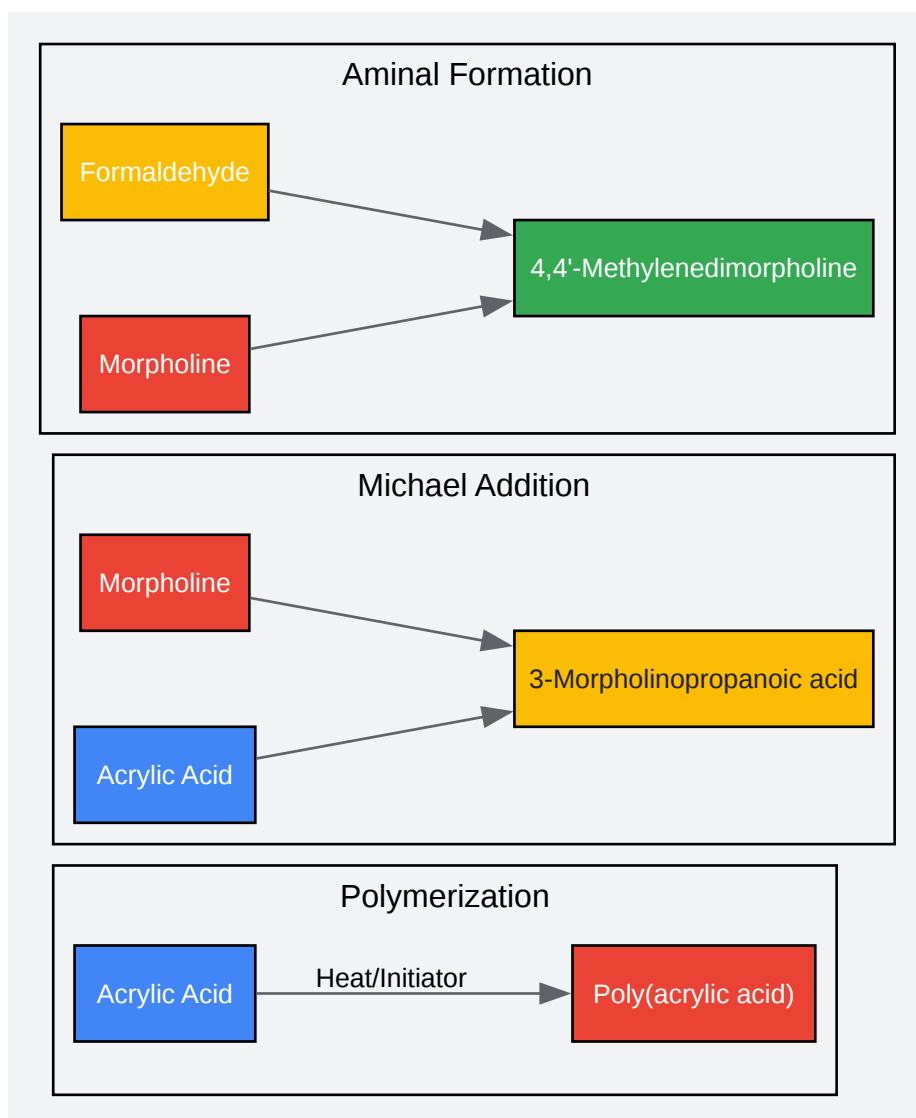 Aminal Formation
Formaldehyde
4,4'-Methylenedimorpholine
Morpholine
Michael Addition
Morpholine
3-Morpholinopropanoic acid
Acrylic Acid
Polymerization
Acrylic Acid
Heat/Initiator
Poly(acrylic acid)